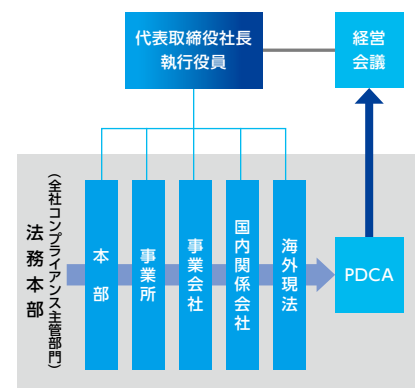 代表取締役社長
執行役員
経営
会議
法務本部
(全社コンプライアンス主管部門)
本部
事業所
事業会社
国内関係会社
海外現法
PDCA